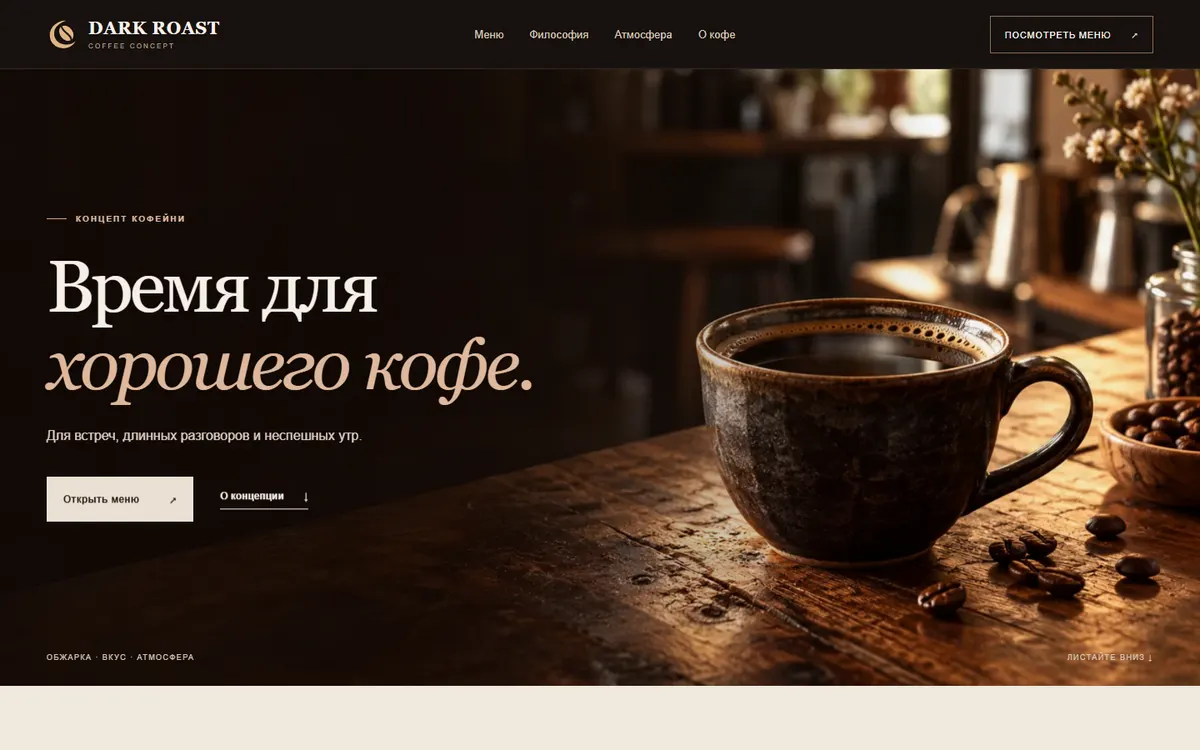 DARK ROAST
COFFEE CONCEPT
Меню
Философия
Атмосфера
О кофе
ПОСМОТРЕТЬ МЕНЮ ↗
КОНЦЕПТ КОФЕЙНИ
Время для
хорошего кофе.
Для встреч, длинных разговоров и неспешных утр.
Открыть меню ↗
О концепции ↓
ОБЖАРКА · ВКУС · АТМОСФЕРА
ЛИСТАЙТЕ ВНИЗ ↓